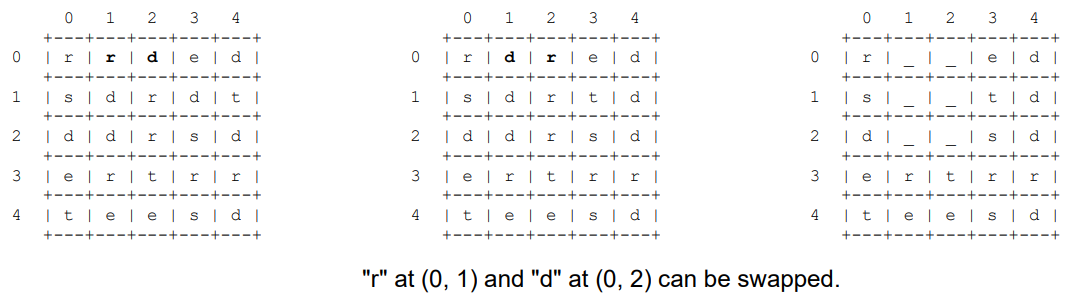 0 1 2 3 4 0 1 2 3 4 0 1 2 3 4
+---+---+---+---+---+ +---+---+---+---+---+ +---+---+---+---+---+
0 | r | r | d | e | d | 0 | r | d | r | e | d | 0 | r | _ | _ | e | d |
+---+---+---+---+---+ +---+---+---+---+---+ +---+---+---+---+---+
1 | s | d | r | d | t | 1 | s | d | r | t | d | 1 | s | _ | _ | t | d |
+---+---+---+---+---+ +---+---+---+---+---+ +---+---+---+---+---+
2 | d | d | r | s | d | 2 | d | d | r | s | d | 2 | d | _ | _ | s | d |
+---+---+---+---+---+ +---+---+---+---+---+ +---+---+---+---+---+
3 | e | r | t | r | r | 3 | e | r | t | r | r | 3 | e | r | t | r | r |
+---+---+---+---+---+ +---+---+---+---+---+ +---+---+---+---+---+
4 | t | e | e | s | d | 4 | t | e | e | s | d | 4 | t | e | e | s | d |
+---+---+---+---+---+ +---+---+---+---+---+ +---+---+---+---+---+
"r" at (0, 1) and "d" at (0, 2) can be swapped.